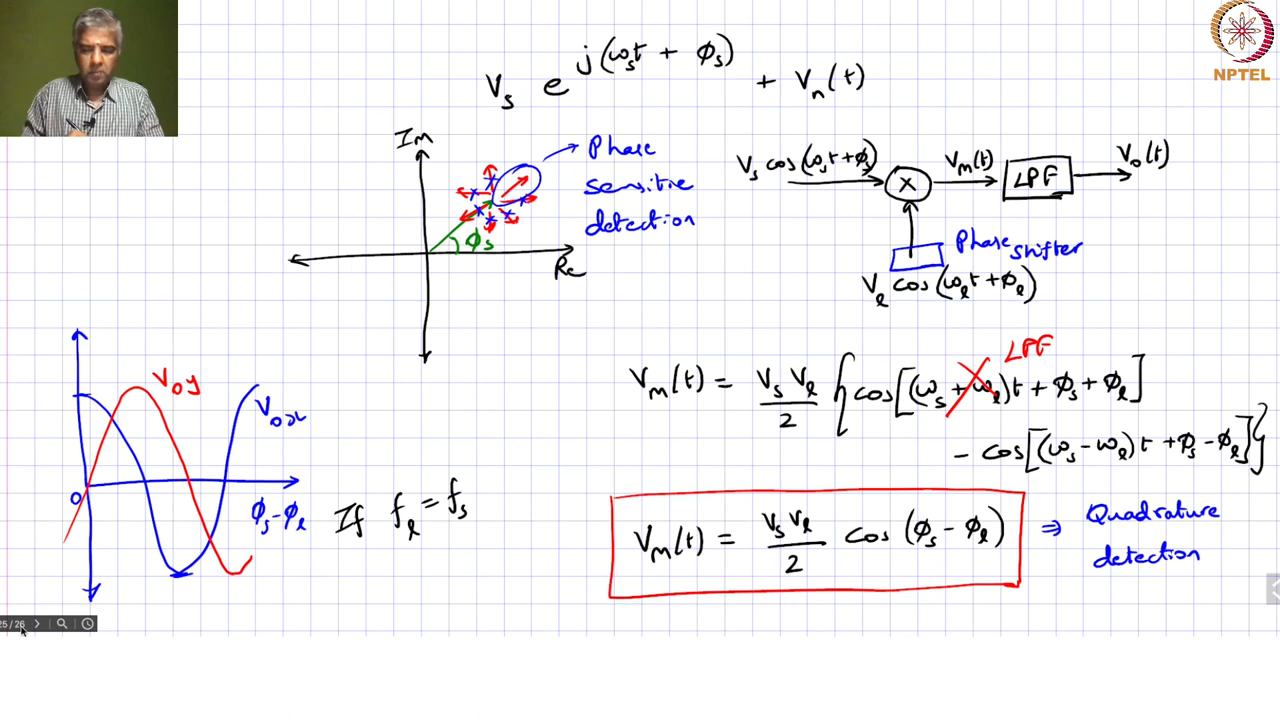 NPTEL
V_s e^{j(ω_s t + φ_s)} + V_n(t)
Im
Re
φ_s
Phase
sensitive
detection
V_s cos(ω_s t + φ_s)
×
V_m(t)
LPF
V_o(t)
Phase shifter
V_l cos(ω_l t + φ_l)
V_oy
V_ox
0
φ_s - φ_l
LPF
V_m(t) = V_s V_l / 2 { cos[(ω_s + ω_l)t + φ_s + φ_l]
- cos[(ω_s - ω_l)t + φ_s - φ_l] }
If f_l = f_s
V_m(t) = V_s V_l / 2 cos(φ_s - φ_l) ⇒ Quadrature
detection
25/26